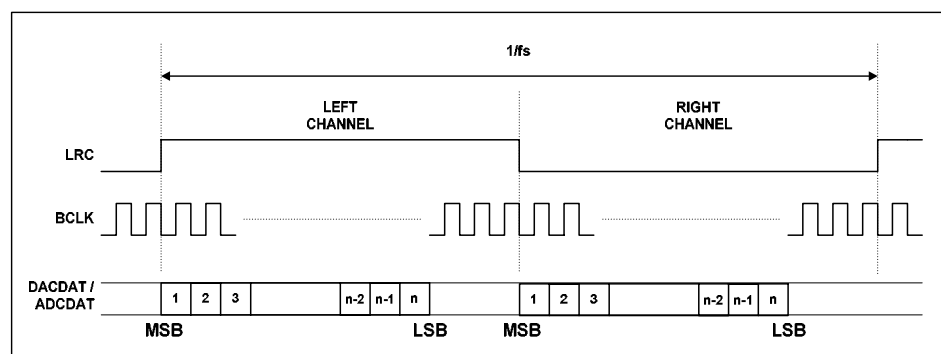 1/fs
LEFT
CHANNEL
RIGHT
CHANNEL
LRC
BCLK
DACDAT /
ADCDAT
1 2 3 n-2 n-1 n 1 2 3 n-2 n-1 n
MSB LSB MSB LSB